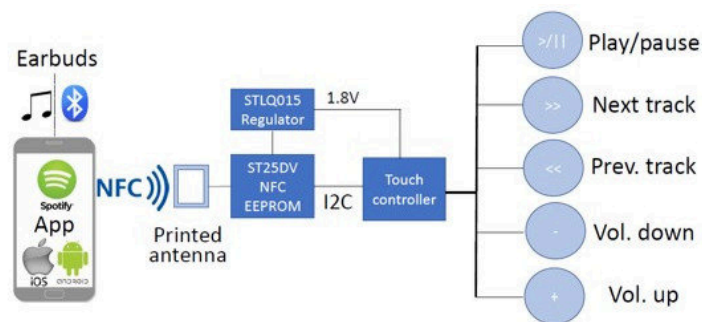 Earbuds
Spotify
App
iOS
ANDROID
NFC
Printed
antenna
STLQ015
Regulator
1.8V
ST25DV
NFC
EEPROM
I2C
Touch
controller
>/||
Play/pause
>>
Next track
<<
Prev. track
-
Vol. down
+
Vol. up